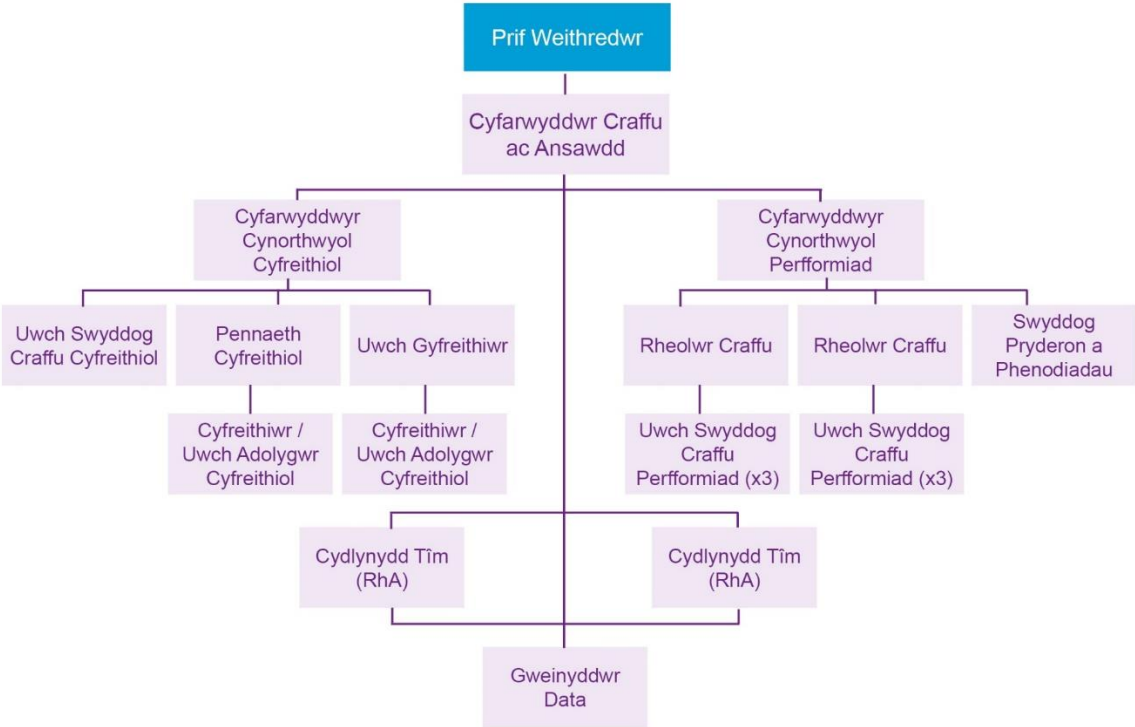 Prif Weithredwr
Cyfarwyddwr Craffu
ac Ansawdd
Cyfarwyddwyr
Cynorthwyol
Cyfreithiol
Cyfarwyddwyr
Cynorthwyol
Perfformiad
Uwch Swyddog
Craffu Cyfreithiol
Pennaeth
Cyfreithiol
Uwch Gyfreithiwr
Rheolwr Craffu
Rheolwr Craffu
Swyddog
Pryderon a
Phenodiadau
Cyfreithiwr /
Uwch Adolygwr
Cyfreithiol
Cyfreithiwr /
Uwch Adolygwr
Cyfreithiol
Uwch Swyddog
Craffu
Perfformiad (x3)
Uwch Swyddog
Craffu
Perfformiad (x3)
Cydlynydd Tîm
(RhA)
Cydlynydd Tîm
(RhA)
Gweinyddwr
Data